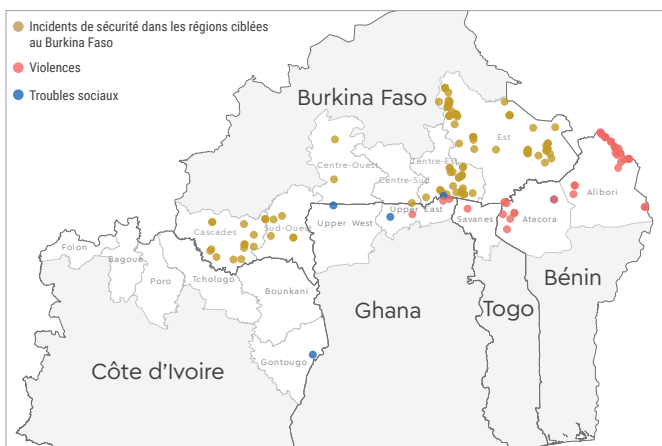 Incidents de sécurité dans les régions ciblées
au Burkina Faso
Violences
Troubles sociaux
Burkina Faso
Est
Centre-Ouest
Centre-Est
Centre-Sud
Alibori
Upper East
Upper West
Savanes
Atacora
Cascades
Sud-Ouest
Folon
Bagoué
Poro
Tchologo
Bounkani
Bénin
Ghana
Togo
Gontougo
Côte d'Ivoire